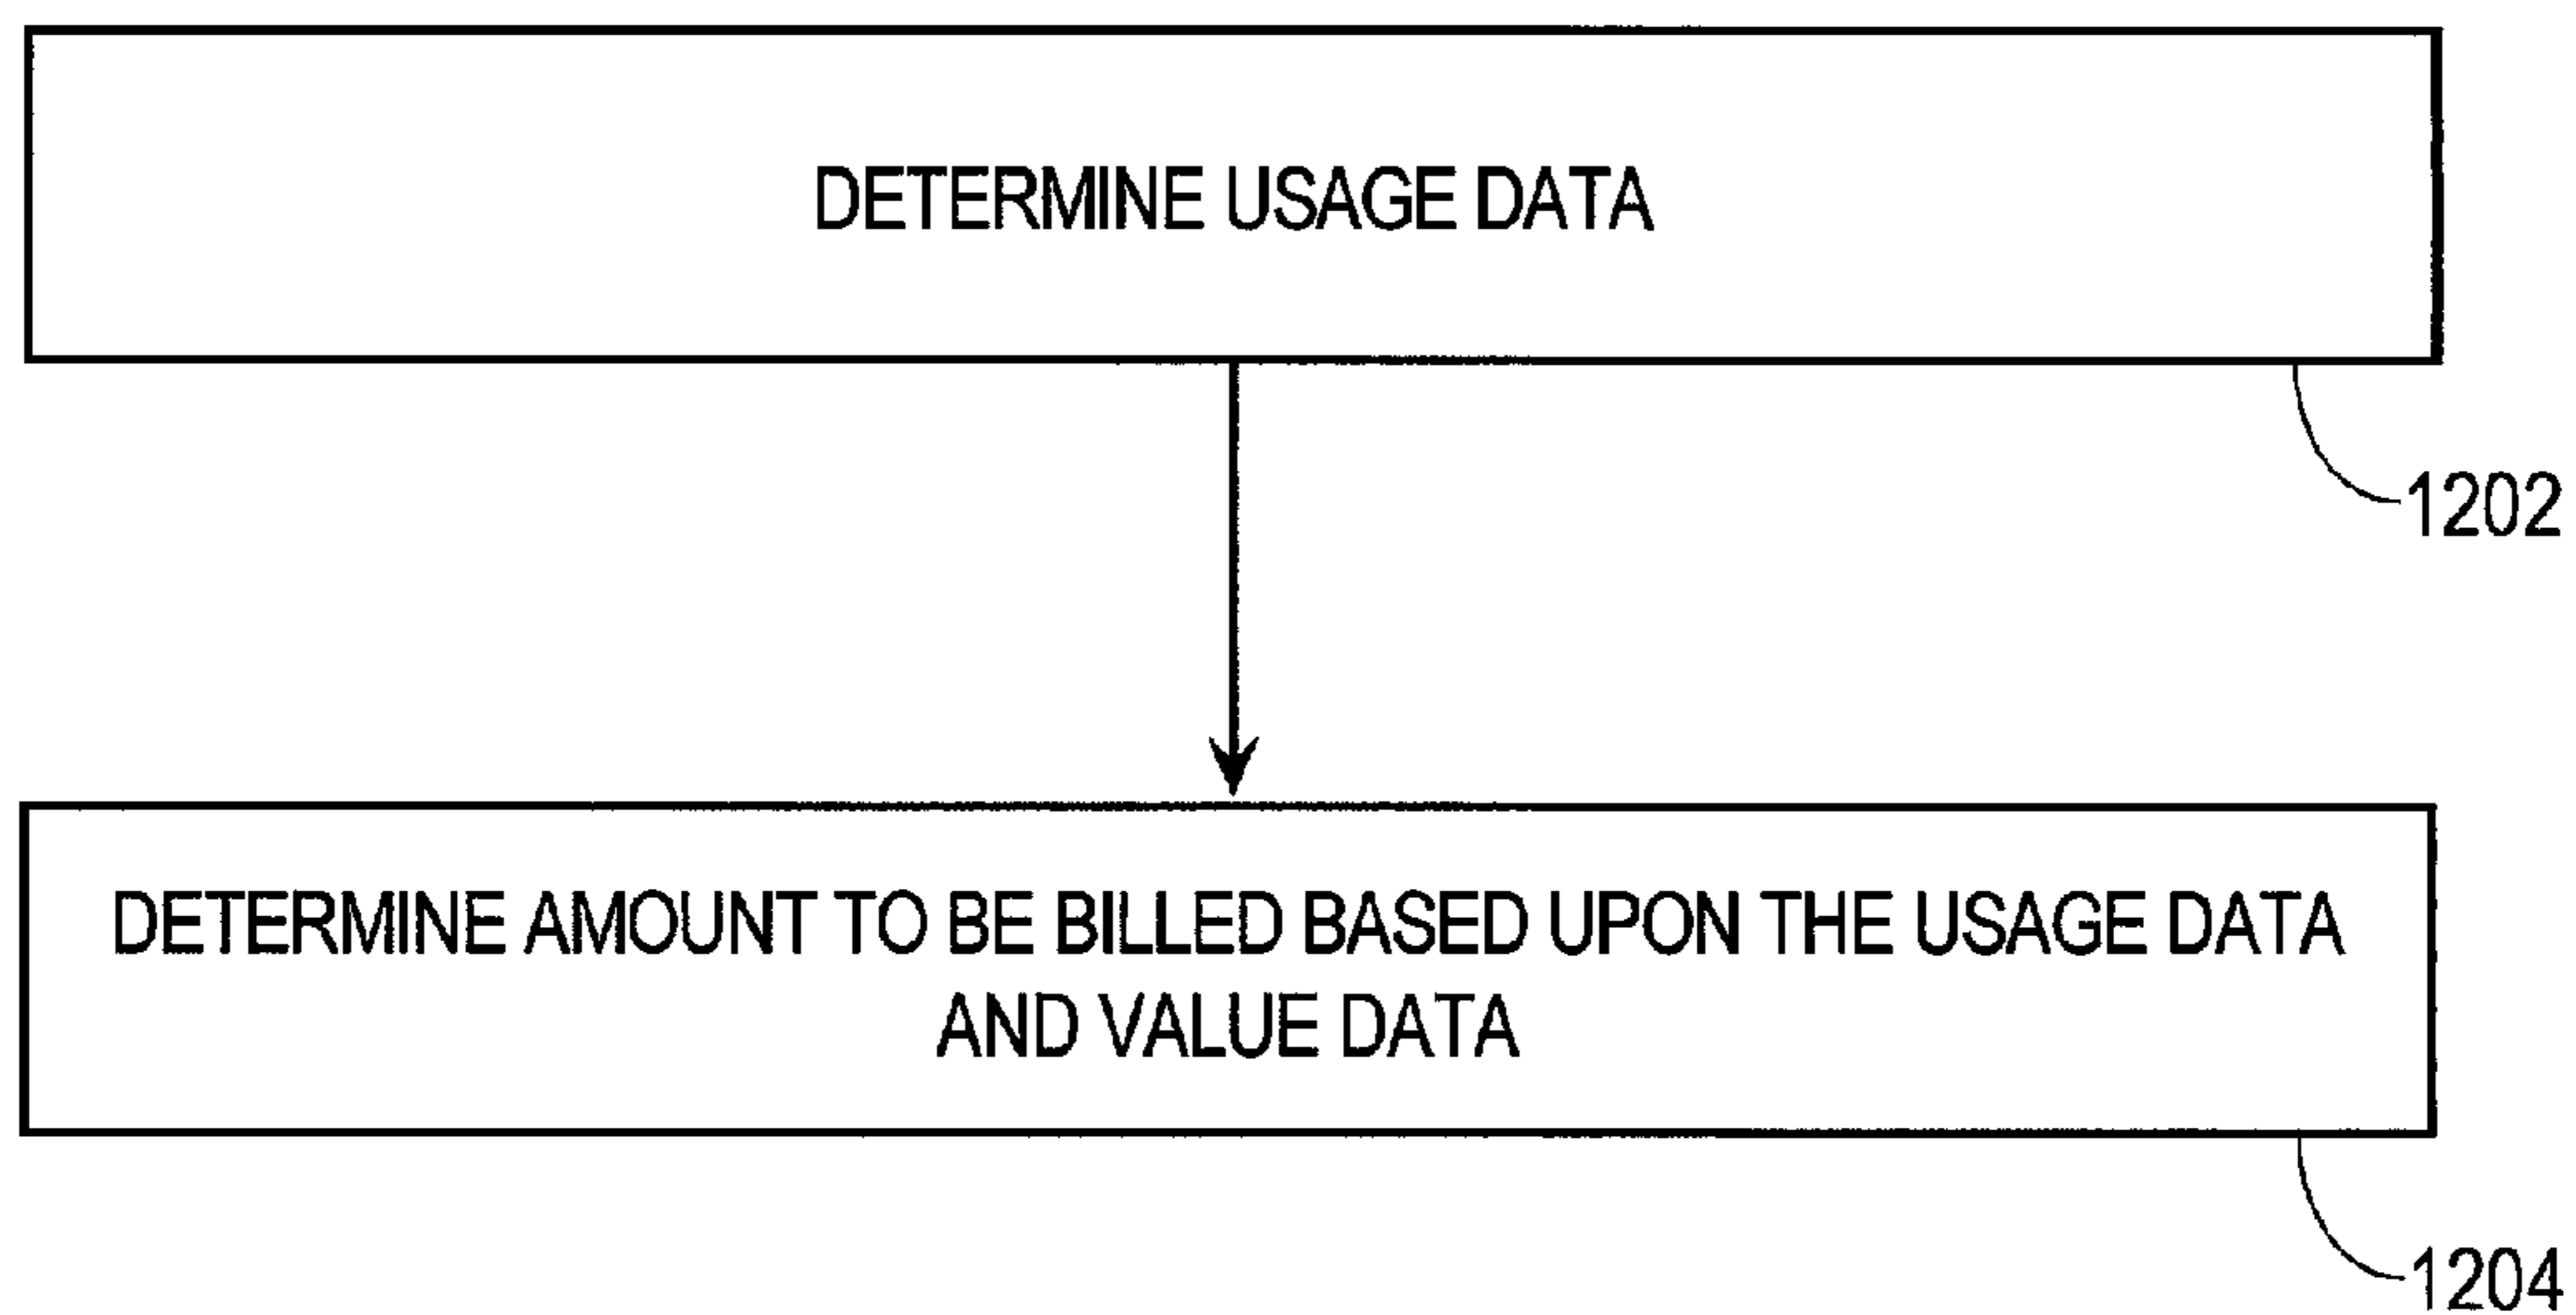 DETERMINE USAGE DATA
1202
DETERMINE AMOUNT TO BE BILLED BASED UPON THE USAGE DATA
AND VALUE DATA
1204